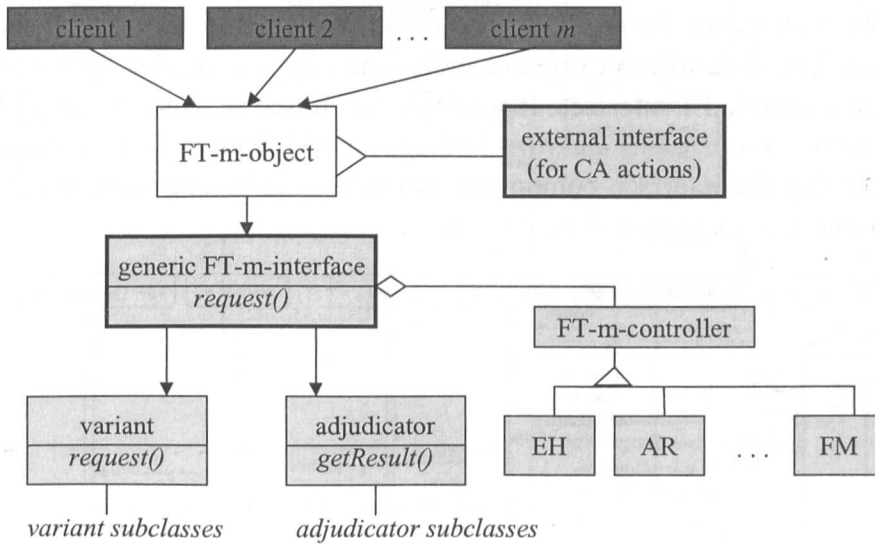 client 1
client 2
. . .
client m
FT-m-object
external interface
(for CA actions)
generic FT-m-interface
request()
FT-m-controller
variant
request()
adjudicator
getResult()
EH
AR
. . .
FM
variant subclasses
adjudicator subclasses